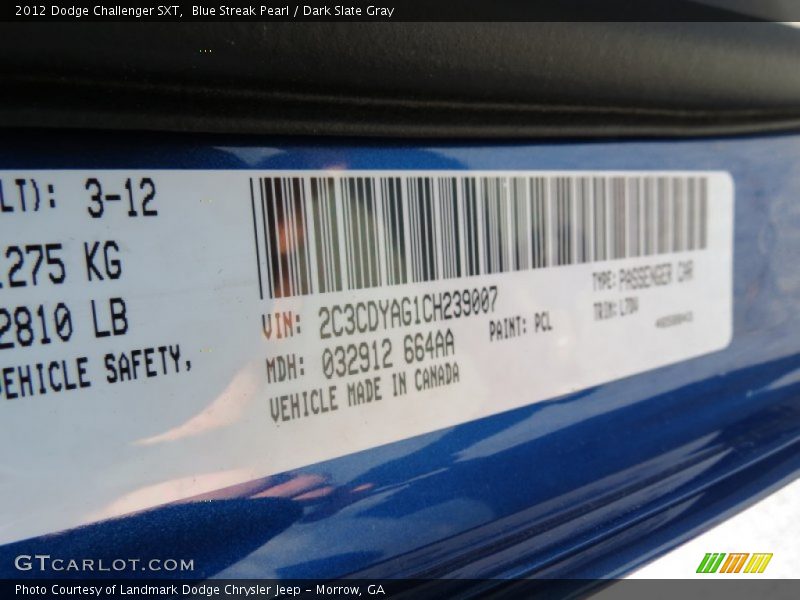 2012 Dodge Challenger SXT, Blue Streak Pearl / Dark Slate Gray
LT): 3-12
275 KG
2810 LB
VEHICLE SAFETY,
VIN: 2C3CDYAG1CH239007
MDH: 032912 664AA
VEHICLE MADE IN CANADA
PAINT: PCL
TYPE: PASSENGER CAR
TRIM:
GTCARLOT.COM
Photo Courtesy of Landmark Dodge Chrysler Jeep - Morrow, GA